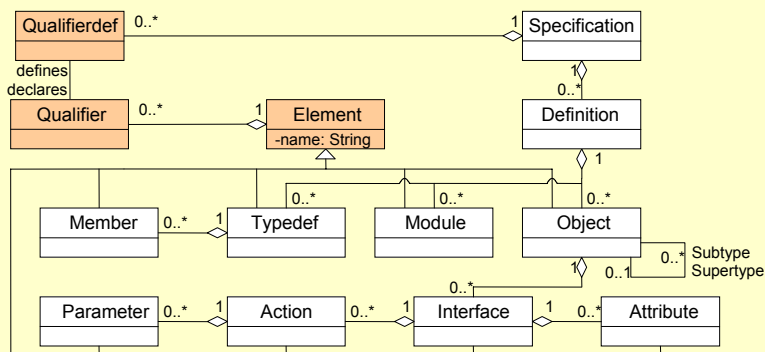 Qualifierdef
0..*
1
Specification
defines
declares
1
0..*
Qualifier
0..*
1
Element
-name: String
Definition
1
0..*
0..*
0..*
Member
0..*
1
Typedef
Module
Object
1
0..*
0..1
Subtype
Supertype
0..*
Parameter
0..*
1
Action
0..*
1
Interface
1
0..*
Attribute